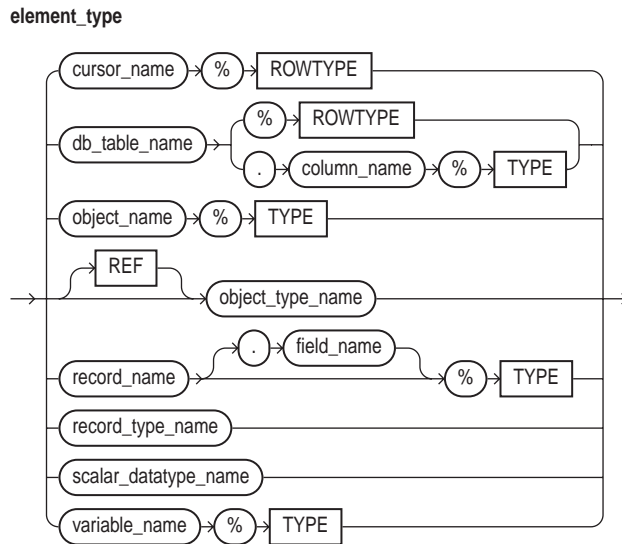 element_type
cursor_name % ROWTYPE
% ROWTYPE
db_table_name
. column_name % TYPE
object_name % TYPE
REF
object_type_name
. field_name
record_name % TYPE
record_type_name
scalar_datatype_name
variable_name % TYPE